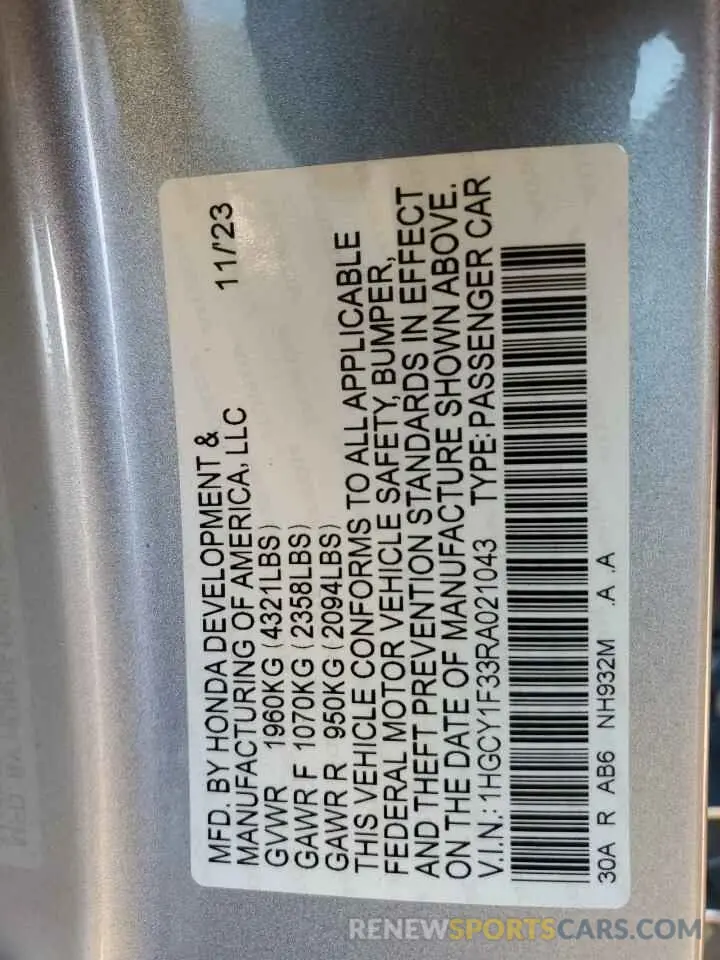 MFD. BY HONDA DEVELOPMENT &
MANUFACTURING OF AMERICA, LLC 11/'23
GVWR 1960KG (4321LBS)
GAWR F 1070KG (2358LBS)
GAWR R 950KG (2094LBS)
THIS VEHICLE CONFORMS TO ALL APPLICABLE
FEDERAL MOTOR VEHICLE SAFETY, BUMPER,
AND THEFT PREVENTION STANDARDS IN EFFECT
ON THE DATE OF MANUFACTURE SHOWN ABOVE.
V.I.N.: 1HGCY1F33RA021043 TYPE: PASSENGER CAR
30A R AB6 NH932M .A .A
RENEWSPORTSCARS.COM